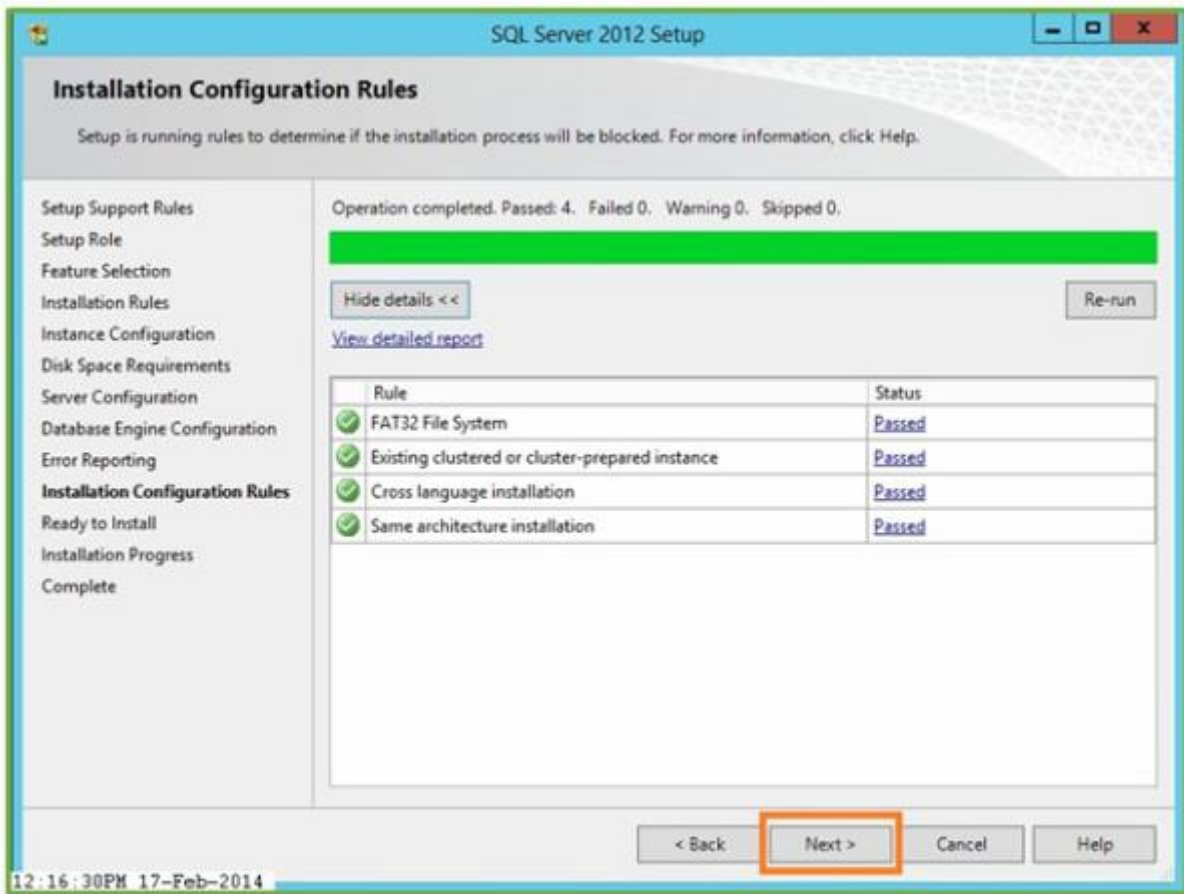 SQL Server 2012 Setup
Installation Configuration Rules
Setup is running rules to determine if the installation process will be blocked. For more information, click Help.
Setup Support Rules
Setup Role
Feature Selection
Installation Rules
Instance Configuration
Disk Space Requirements
Server Configuration
Database Engine Configuration
Error Reporting
Installation Configuration Rules
Ready to Install
Installation Progress
Complete
Operation completed. Passed: 4. Failed 0. Warning 0. Skipped 0.
Hide details << Re-run
View detailed report
Rule Status
FAT32 File System Passed
Existing clustered or cluster-prepared instance Passed
Cross language installation Passed
Same architecture installation Passed
< Back Next > Cancel Help
12:16:30PM 17-Feb-2014